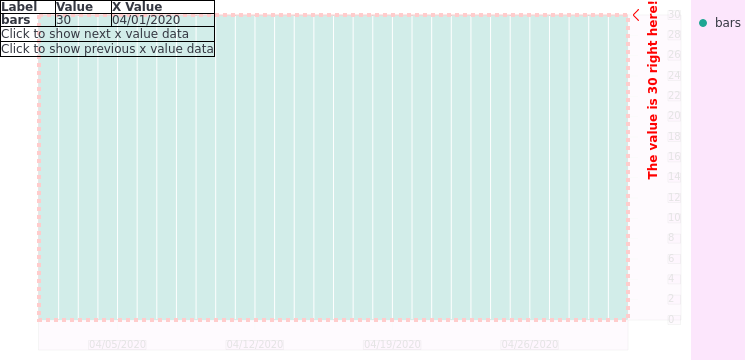 Label Value X Value
bars 30 04/01/2020
Click to show next x value data
Click to show previous x value data
The value is 30 right here!
30
28
26
24
22
20
18
16
14
12
10
8
6
4
2
0
04/05/2020 04/12/2020 04/19/2020 04/26/2020
bars